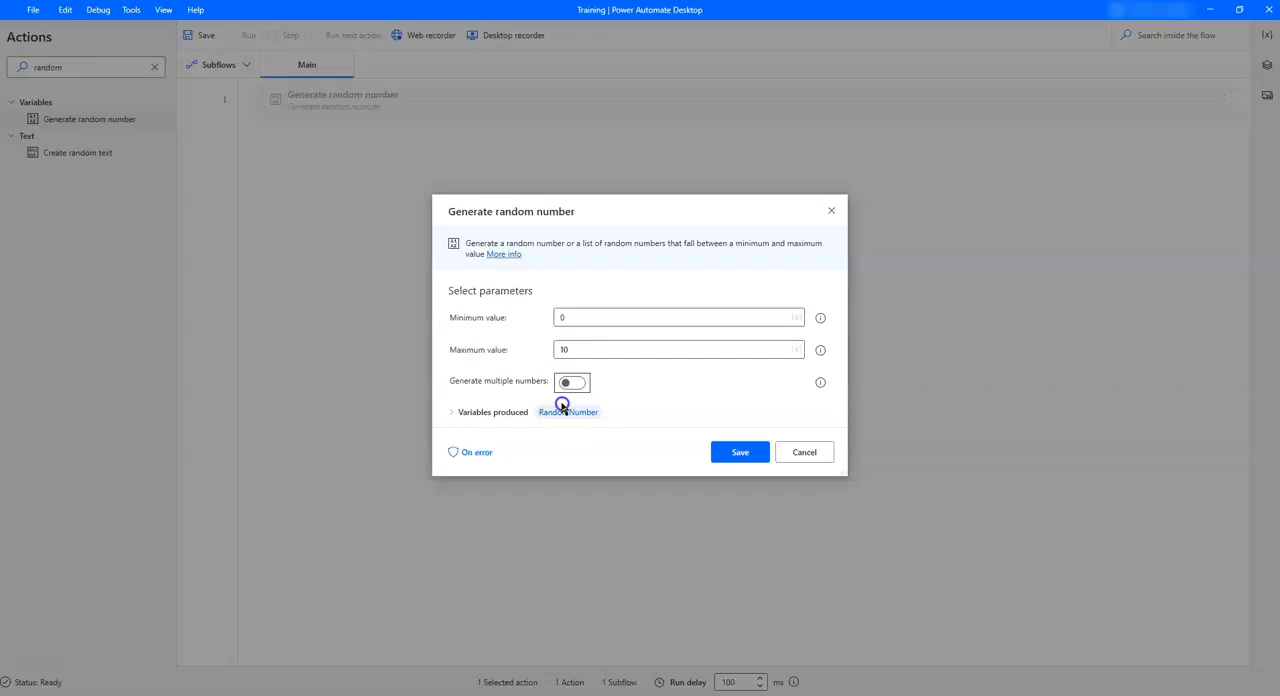 File Edit Debug Tools View Help Training | Power Automate Desktop
Actions
Save Run Stop Run next action Web recorder Desktop recorder Search inside the flow {x}
random
Subflows Main
Variables
Generate random number
Text
Create random text
1
Generate random number
Generate random number
Generate random number
Generate a random number or a list of random numbers that fall between a minimum and maximum
value More info
Select parameters
Minimum value: 0 {x}
Maximum value: 10 {x}
Generate multiple numbers:
Variables produced RandomNumber
On error Save Cancel
Status: Ready 1 Selected action 1 Action 1 Subflow Run delay 100 ms